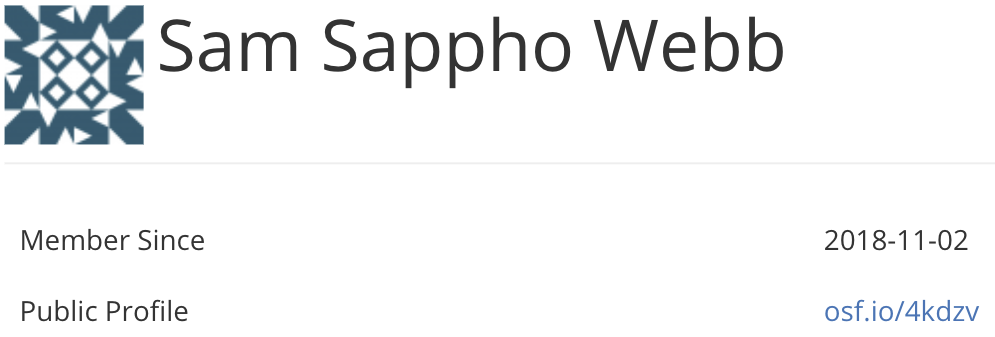 Sam Sappho Webb
Member Since 2018-11-02
Public Profile osf.io/4kdzv